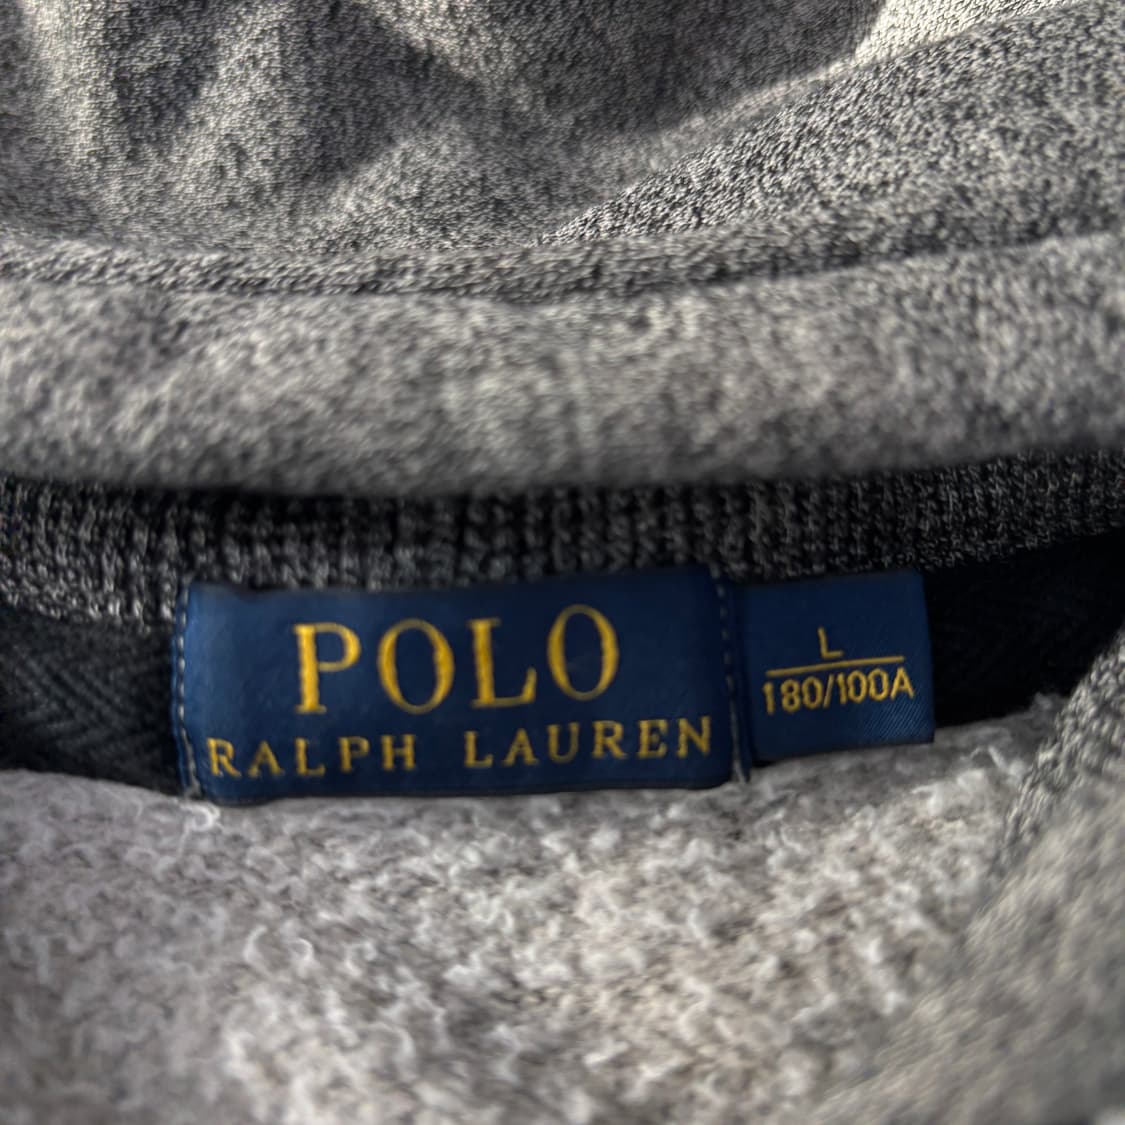 POLO
RALPH LAUREN
L
180/100A